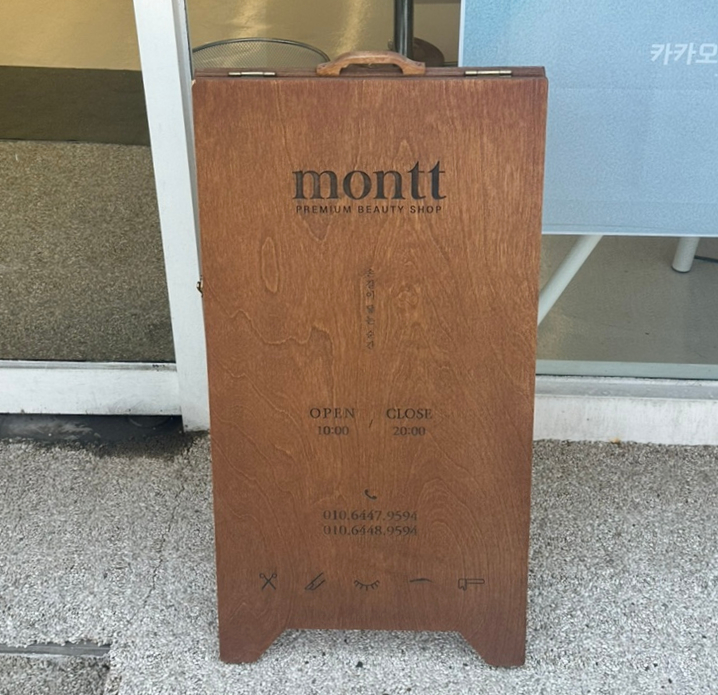 montt
PREMIUM BEAUTY SHOP
OPEN / CLOSE
10:00 20:00
010.6447.9594
010.6448.9594
카카오